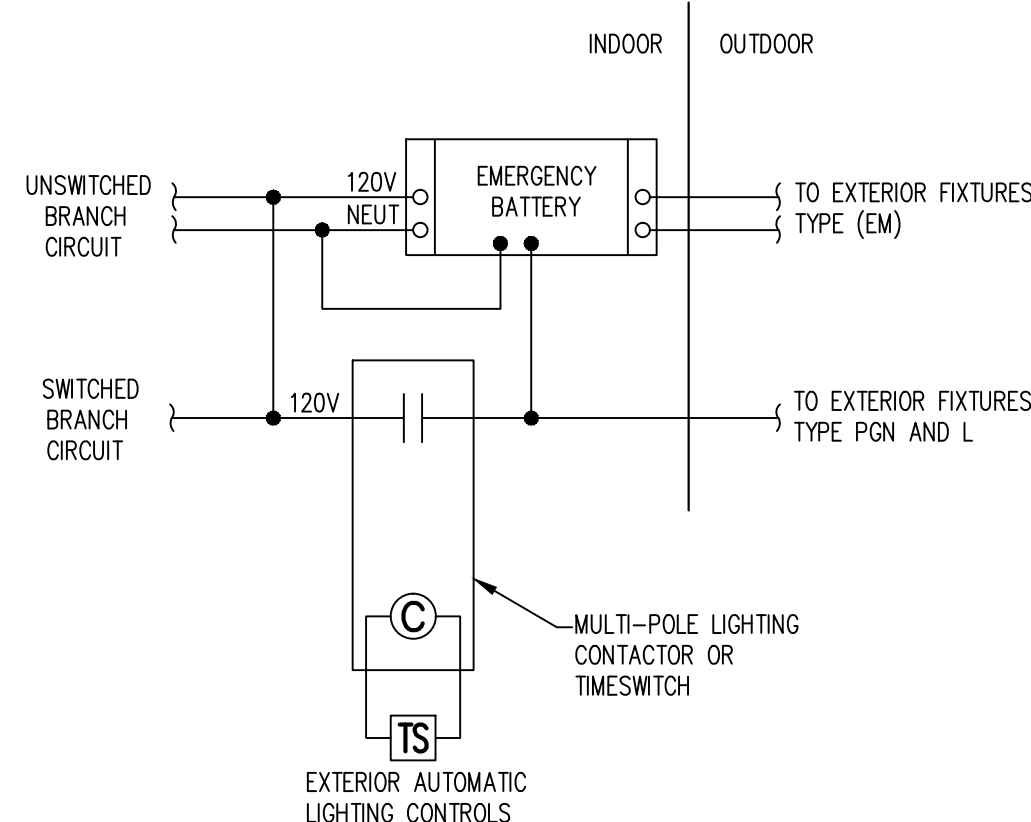 INDOOR
OUTDOOR
UNSWITCHED
BRANCH
CIRCUIT
120V
NEUT
EMERGENCY
BATTERY
TO EXTERIOR FIXTURES
TYPE (EM)
SWITCHED
BRANCH
CIRCUIT
120V
TO EXTERIOR FIXTURES
TYPE PGN AND L
C
MULTI-POLE LIGHTING
CONTACTOR OR
TIMESWITCH
TS
EXTERIOR AUTOMATIC
LIGHTING CONTROLS